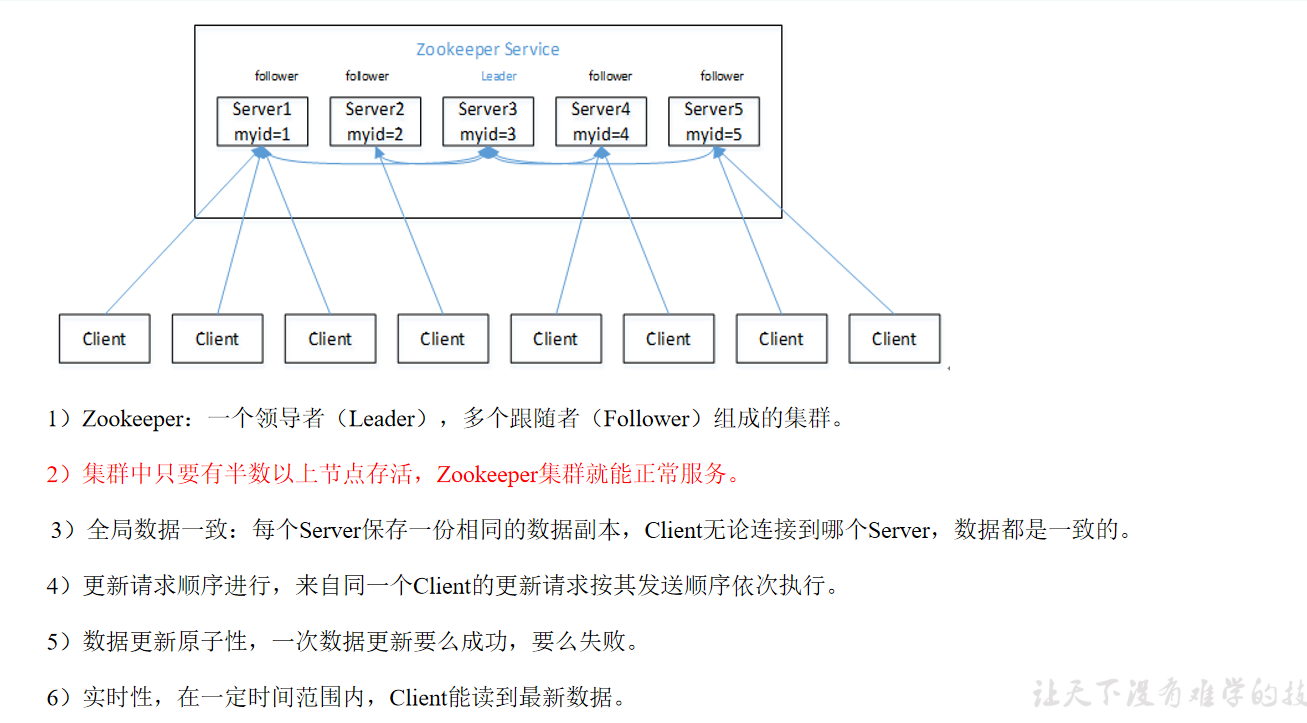 Zookeeper Service
follower follower Leader follower follower
Server1 Server2 Server3 Server4 Server5
myid=1 myid=2 myid=3 myid=4 myid=5
Client Client Client Client Client Client Client Client
1）Zookeeper：一个领导者（Leader），多个跟随者（Follower）组成的集群。
2）集群中只要有半数以上节点存活，Zookeeper集群就能正常服务。
3）全局数据一致：每个Server保存一份相同的数据副本，Client无论连接到哪个Server，数据都是一致的。
4）更新请求顺序进行，来自同一个Client的更新请求按其发送顺序依次执行。
5）数据更新原子性，一次数据更新要么成功，要么失败。
6）实时性，在一定时间范围内，Client能读到最新数据。
让天下没有难学的技